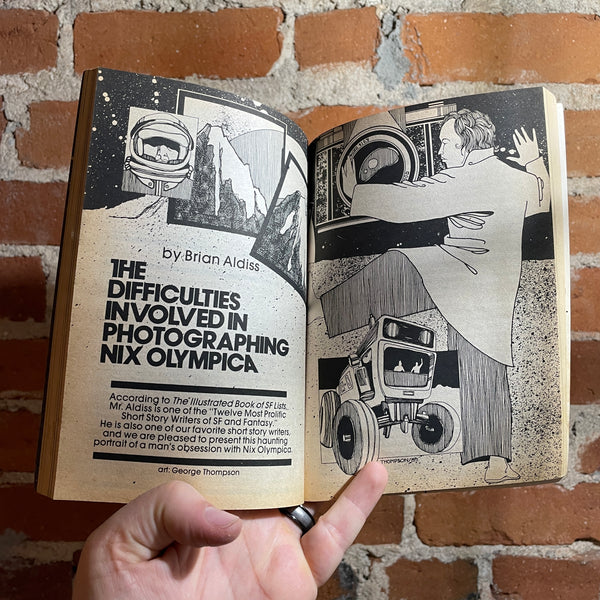 by Brian Aldiss
THE
DIFFICULTIES
INVOLVED IN
PHOTOGRAPHING
NIX OLYMPICA
According to The Illustrated Book of SF Lists,
Mr. Aldiss is one of the "Twelve Most Prolific
Short Story Writers of SF and Fantasy."
He is also one of our favorite short story writers,
and we are pleased to present this haunting
portrait of a man's obsession with Nix Olympica.
art: George Thompson